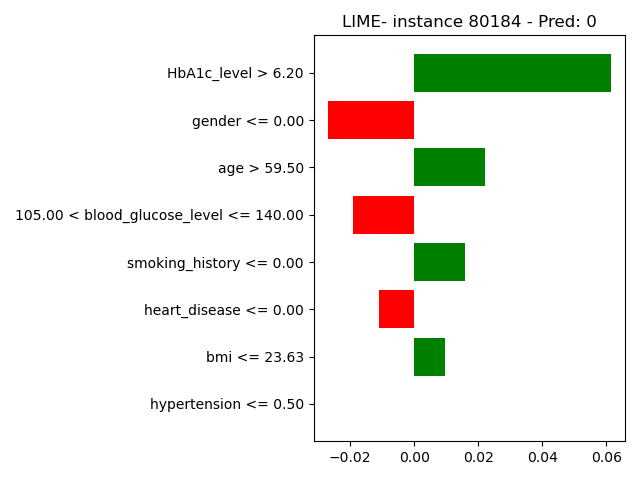 LIME- instance 80184 - Pred: 0
HbA1c_level > 6.20
gender <= 0.00
age > 59.50
105.00 < blood_glucose_level <= 140.00
smoking_history <= 0.00
heart_disease <= 0.00
bmi <= 23.63
hypertension <= 0.50
−0.02 0.00 0.02 0.04 0.06